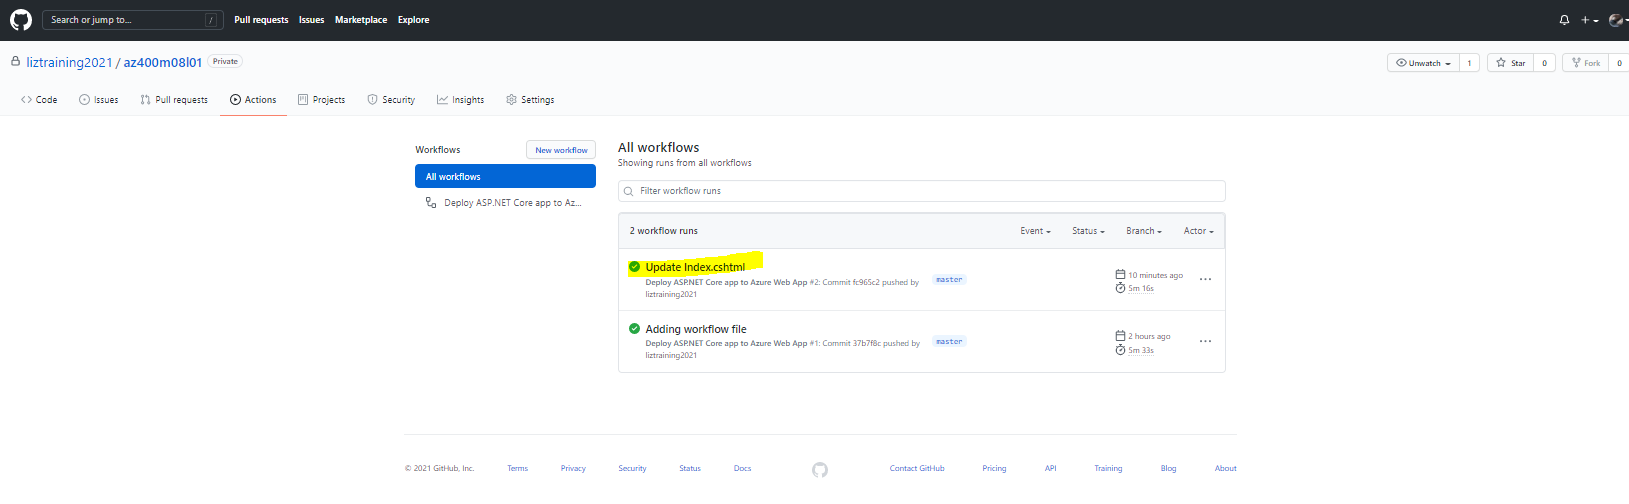 Search or jump to... /
Pull requests Issues Marketplace Explore
liztraining2021 / az400m08l01 Private
Unwatch 1 Star 0 Fork 0
Code Issues Pull requests Actions Projects Security Insights Settings
Workflows New workflow
All workflows
Deploy ASP.NET Core app to Az...
All workflows
Showing runs from all workflows
Filter workflow runs
2 workflow runs Event Status Branch Actor
Update Index.cshtml
Deploy ASP.NET Core app to Azure Web App #2: Commit fc965c2 pushed by
liztraining2021
master
10 minutes ago
5m 16s
Adding workflow file
Deploy ASP.NET Core app to Azure Web App #1: Commit 37b7f8c pushed by
liztraining2021
master
2 hours ago
5m 33s
© 2021 GitHub, Inc. Terms Privacy Security Status Docs Contact GitHub Pricing API Training Blog About